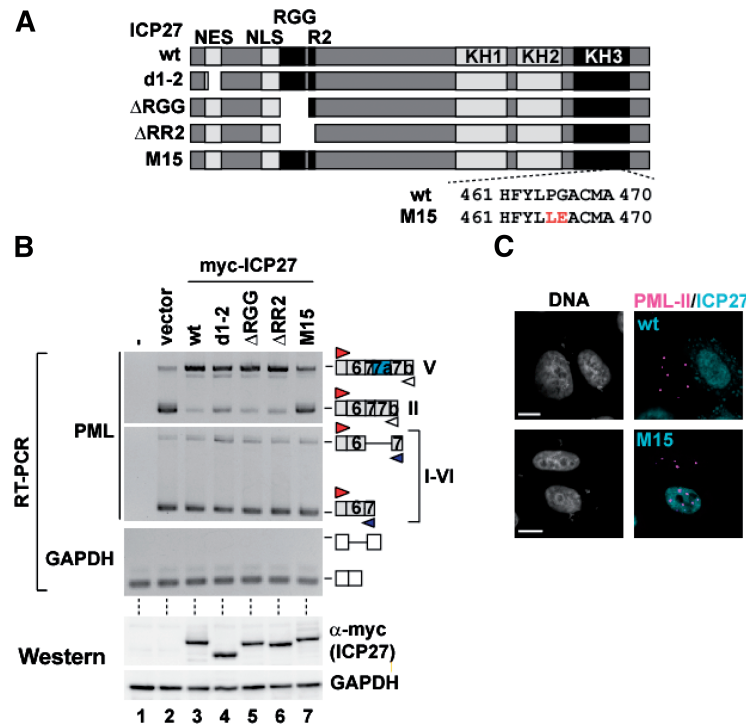 A
ICP27
RGG
NES NLS R2
wt KH1 KH2 KH3
d1-2
ΔRGG
ΔRR2
M15
wt 461 HFYLPGACMA 470
M15 461 HFYLLEACMA 470
B
myc-ICP27
- vector wt d1-2 ΔRGG ΔRR2 M15
RT-PCR
PML
6 7 7a 7b V
6 7 7b II
6 7
I-VI
6 7
GAPDH
Western
α-myc
(ICP27)
GAPDH
1 2 3 4 5 6 7
C
DNA PML-II/ICP27
wt
M15